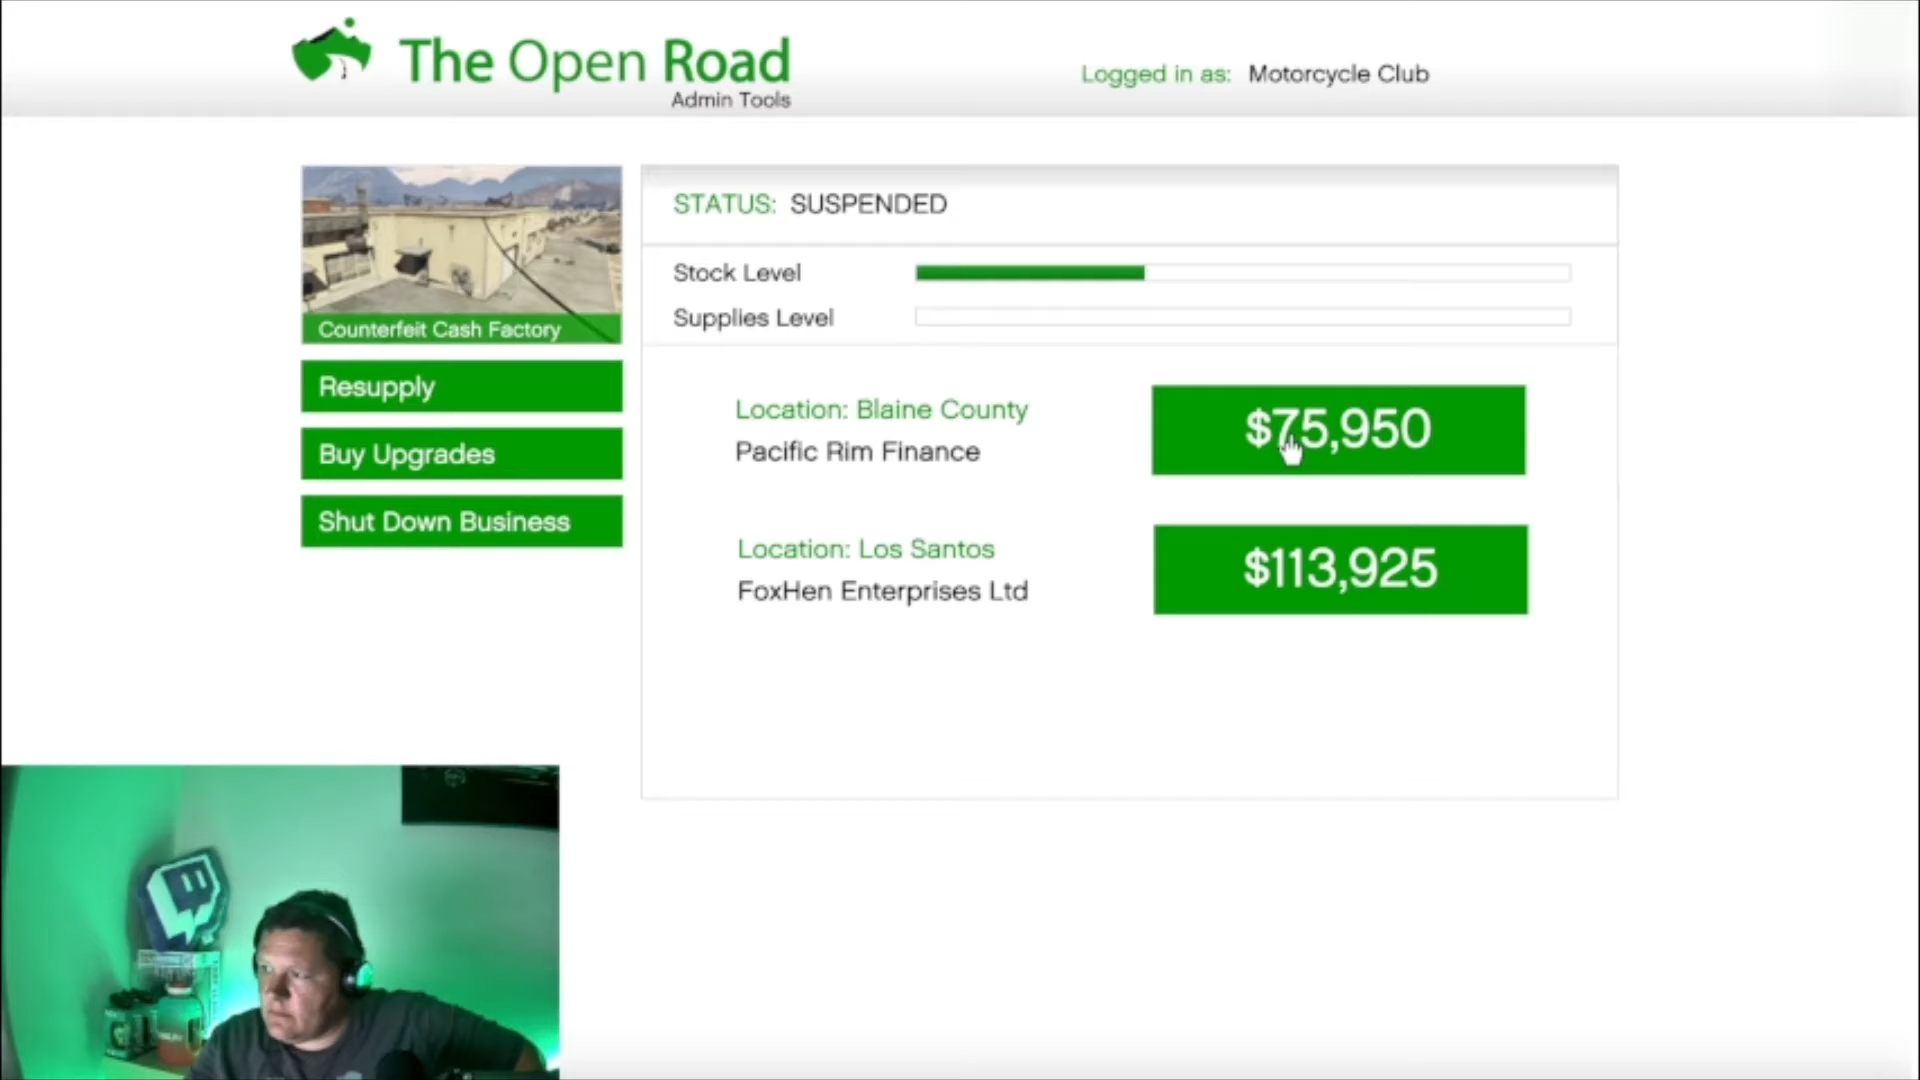 The Open Road
Admin Tools
Logged in as: Motorcycle Club
Counterfeit Cash Factory
Resupply
Buy Upgrades
Shut Down Business
STATUS: SUSPENDED
Stock Level
Supplies Level
Location: Blaine County
Pacific Rim Finance
$75,950
Location: Los Santos
FoxHen Enterprises Ltd
$113,925